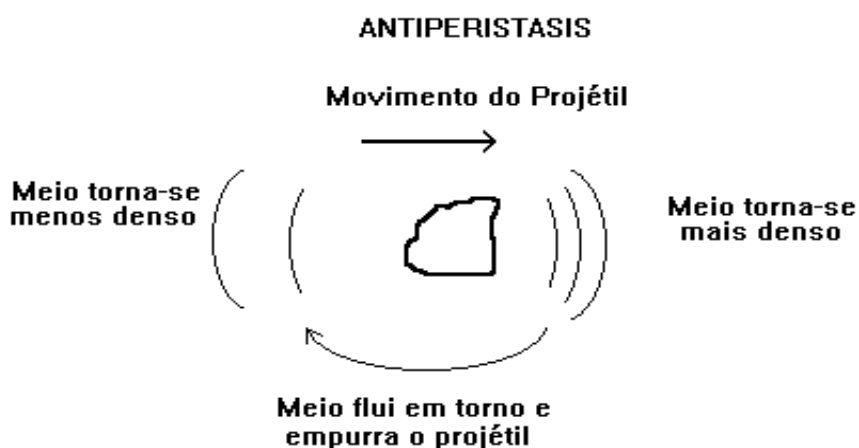 ANTIPERISTASIS
Movimento do Projétil
Meio torna-se
menos denso
Meio torna-se
mais denso
Meio flui em torno e
empurra o projétil